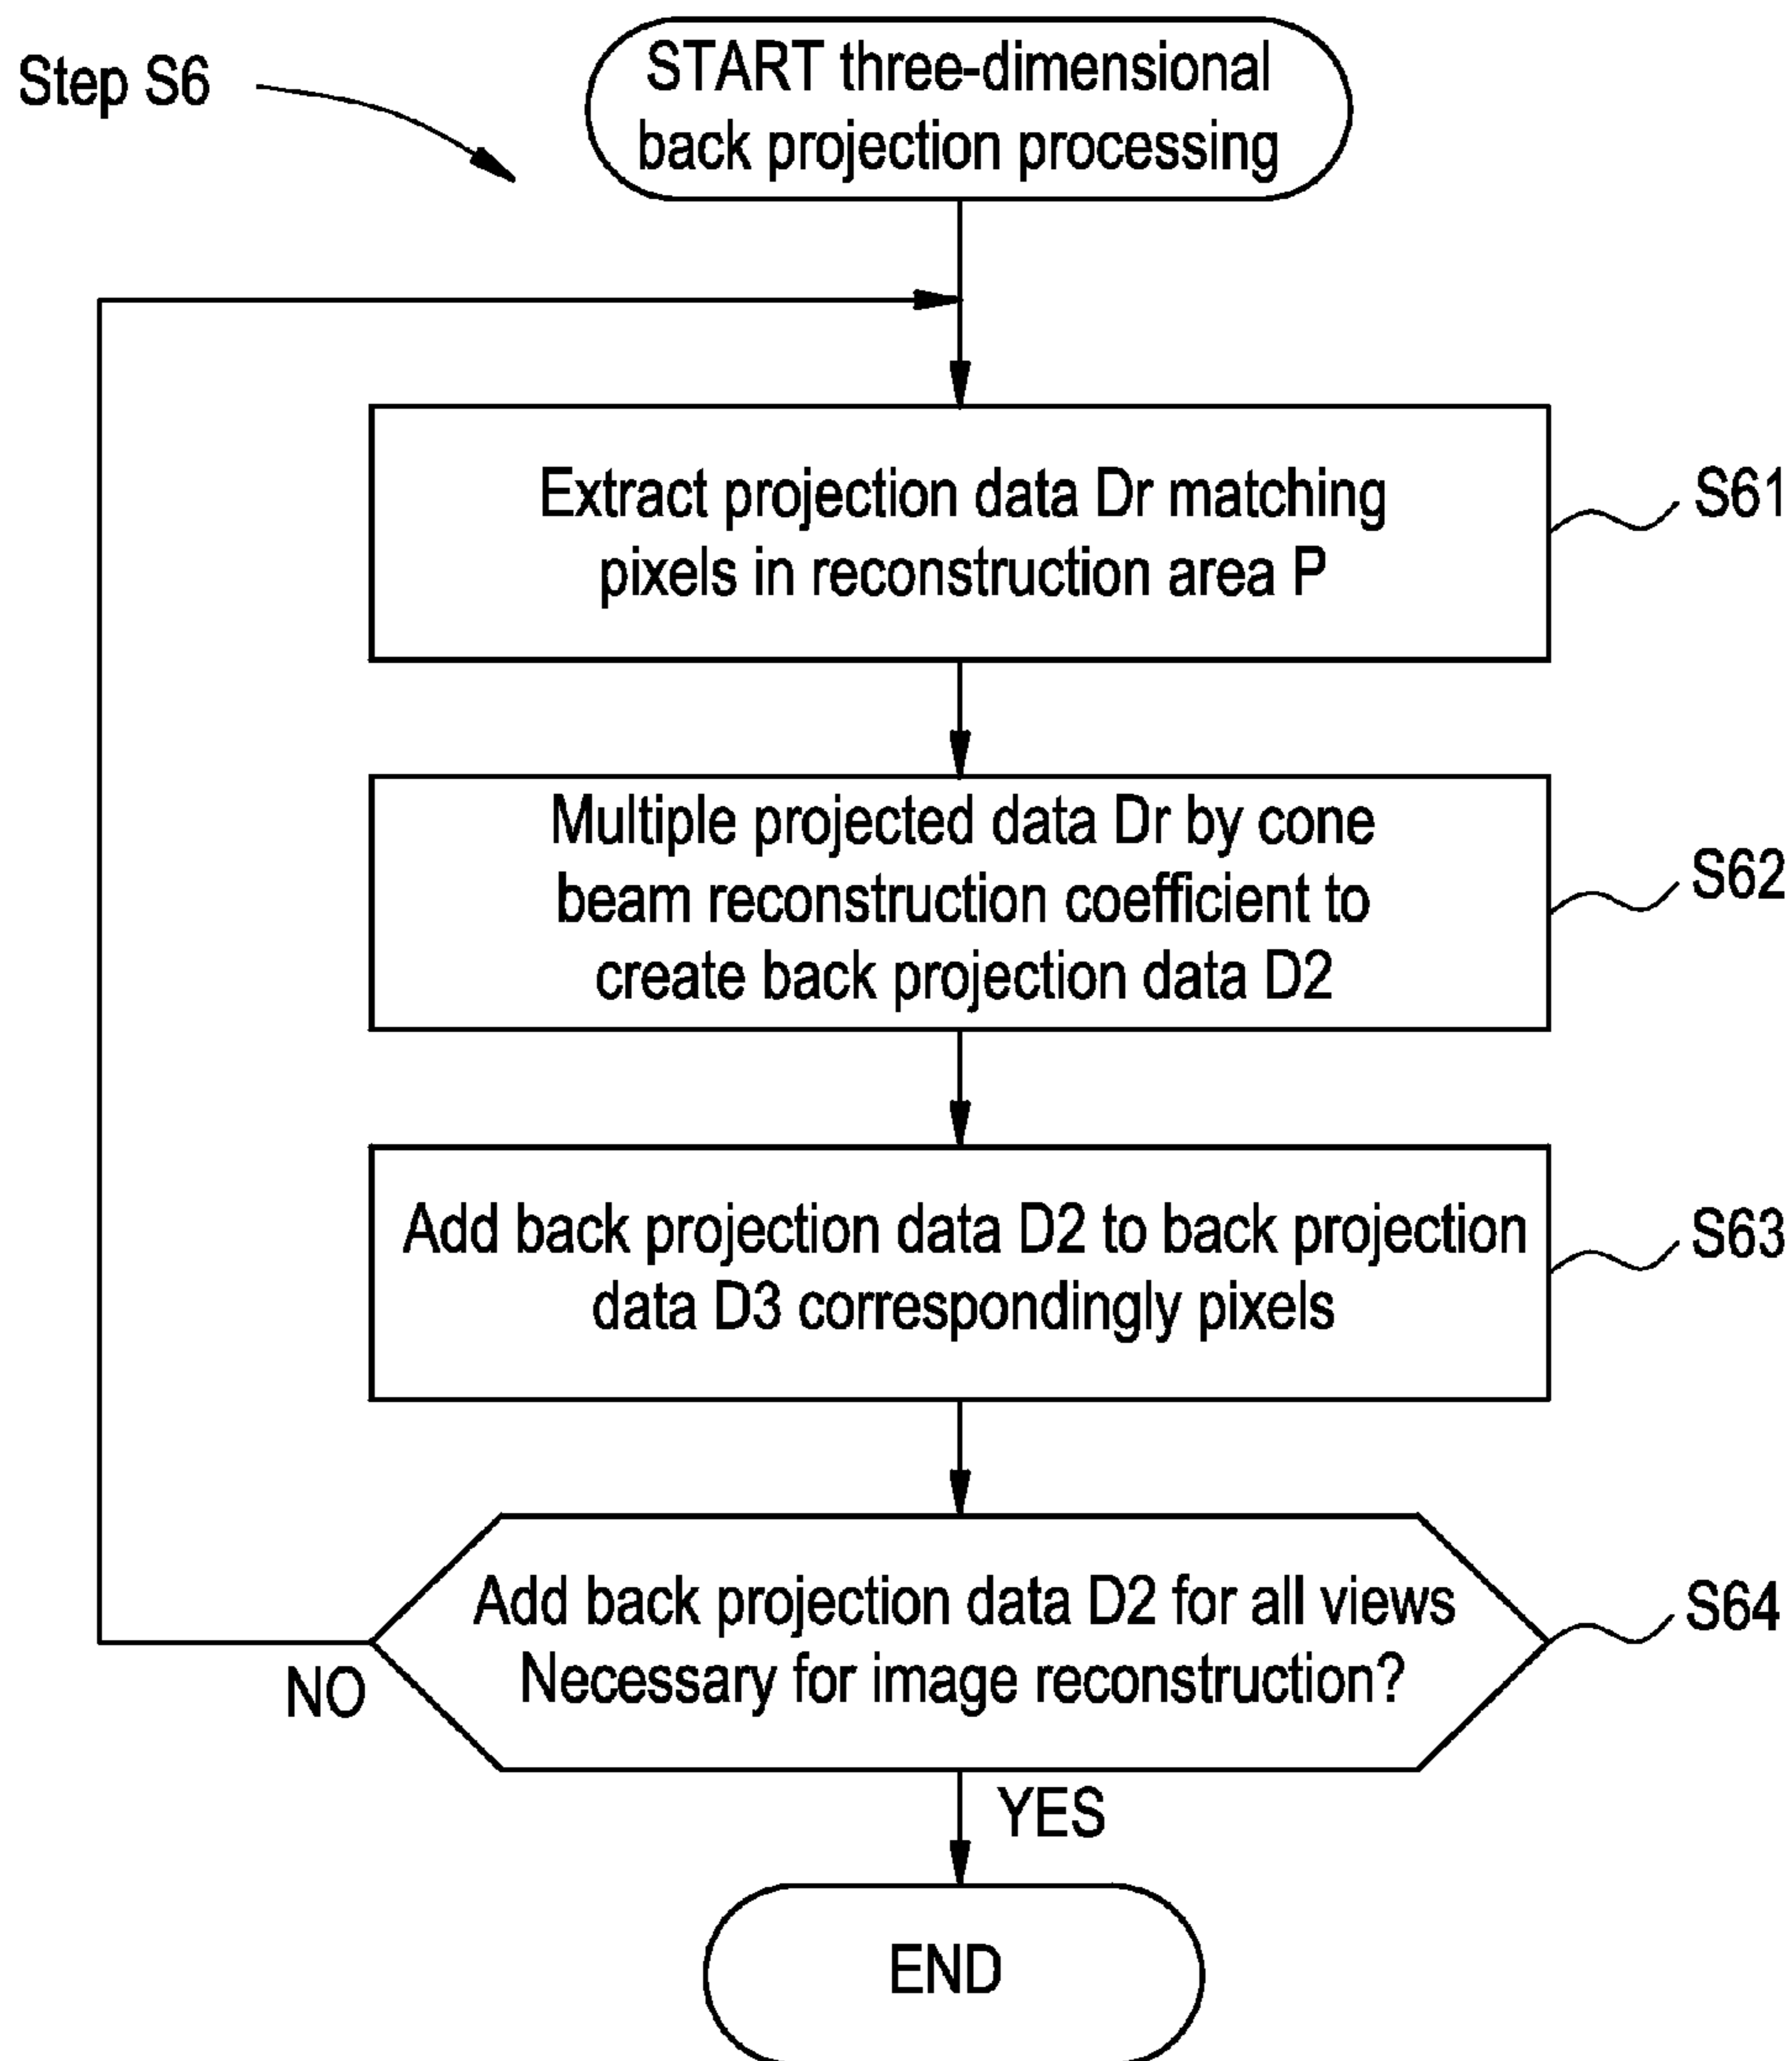 Step S6
START three-dimensional
back projection processing
Extract projection data Dr matching
pixels in reconstruction area P
S61
Multiple projected data Dr by cone
beam reconstruction coefficient to
create back projection data D2
S62
Add back projection data D2 to back projection
data D3 correspondingly pixels
S63
Add back projection data D2 for all views
Necessary for image reconstruction?
S64
NO
YES
END